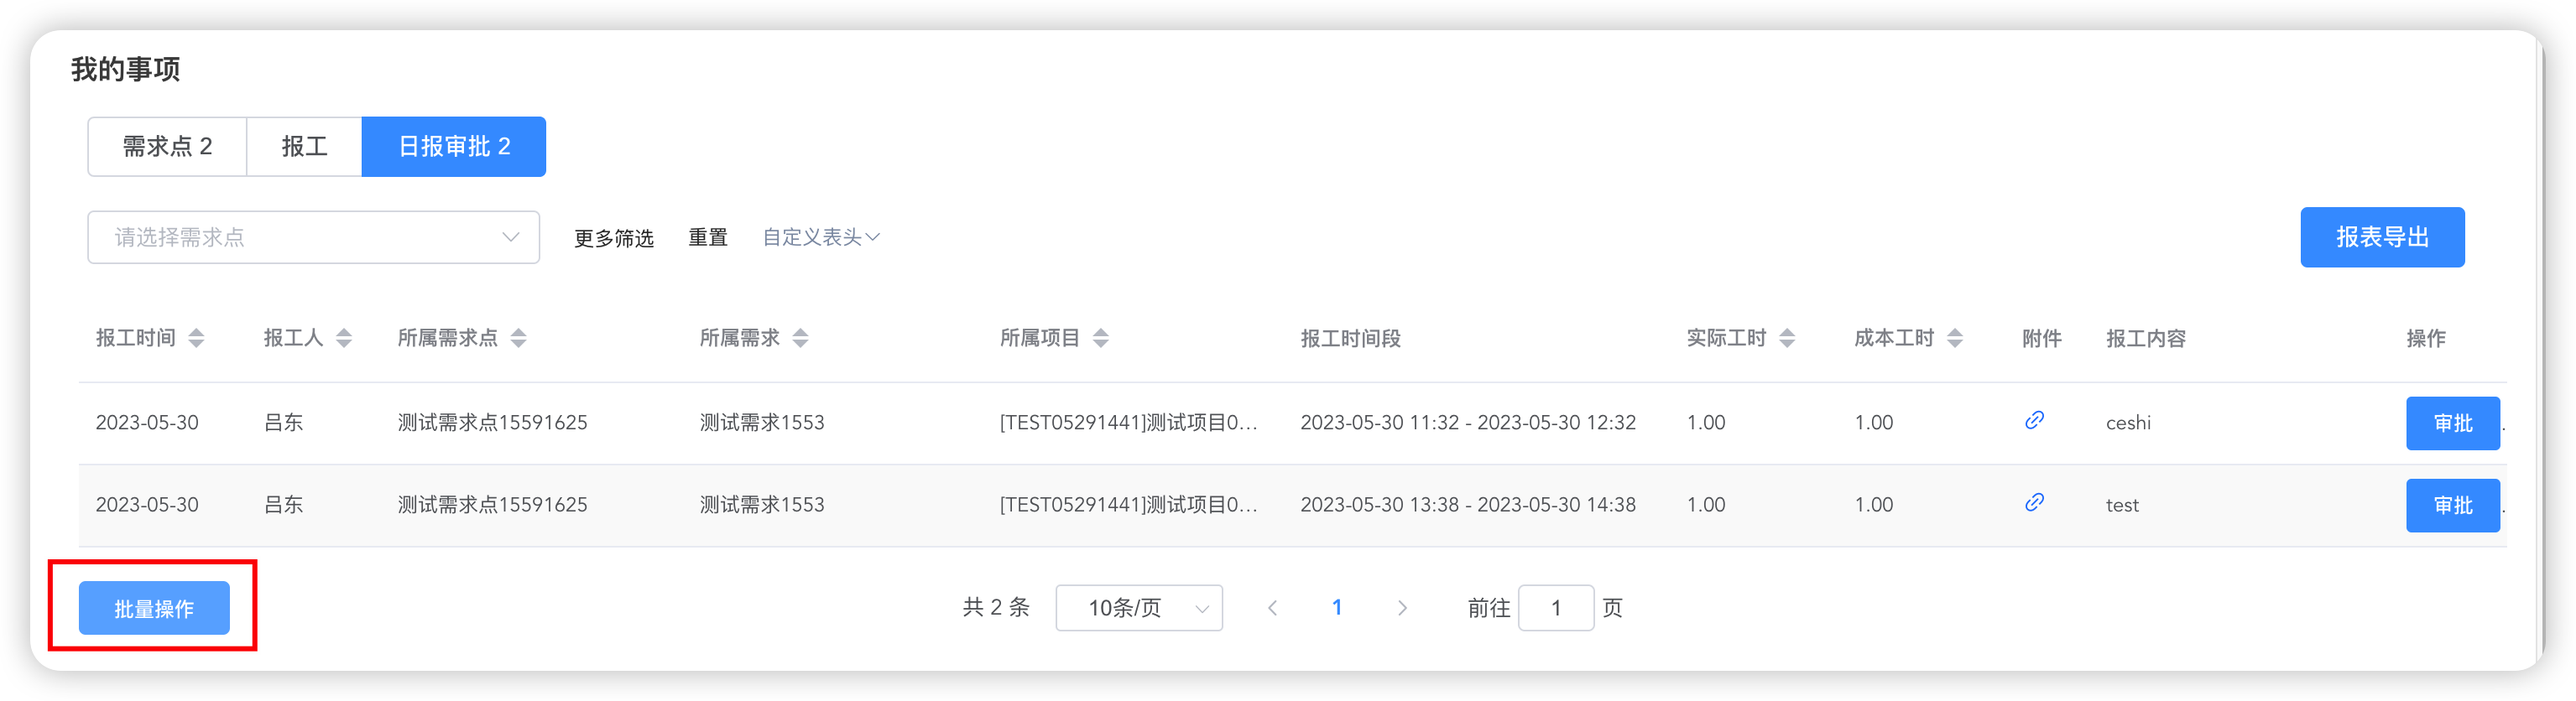 我的事项
需求点 2 报工 日报审批 2
请选择需求点 更多筛选 重置 自定义表头 报表导出
报工时间 报工人 所属需求点 所属需求 所属项目 报工时间段 实际工时 成本工时 附件 报工内容 操作
2023-05-30 吕东 测试需求点15591625 测试需求1553 [TEST05291441]测试项目0... 2023-05-30 11:32 - 2023-05-30 12:32 1.00 1.00 ceshi 审批
2023-05-30 吕东 测试需求点15591625 测试需求1553 [TEST05291441]测试项目0... 2023-05-30 13:38 - 2023-05-30 14:38 1.00 1.00 test 审批
批量操作 共 2 条 10条/页 1 前往 1 页